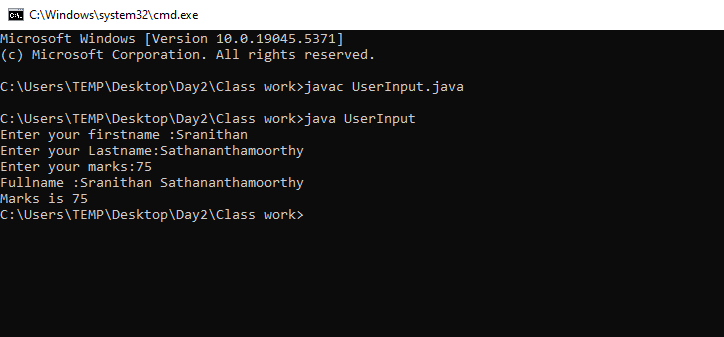 C:\Windows\system32\cmd.exe
Microsoft Windows [Version 10.0.19045.5371]
(c) Microsoft Corporation. All rights reserved.
C:\Users\TEMP\Desktop\Day2\Class work>javac UserInput.java
C:\Users\TEMP\Desktop\Day2\Class work>java UserInput
Enter your firstname :Sranithan
Enter your Lastname:Sathananthamoorthy
Enter your marks:75
Fullname :Sranithan Sathananthamoorthy
Marks is 75
C:\Users\TEMP\Desktop\Day2\Class work>